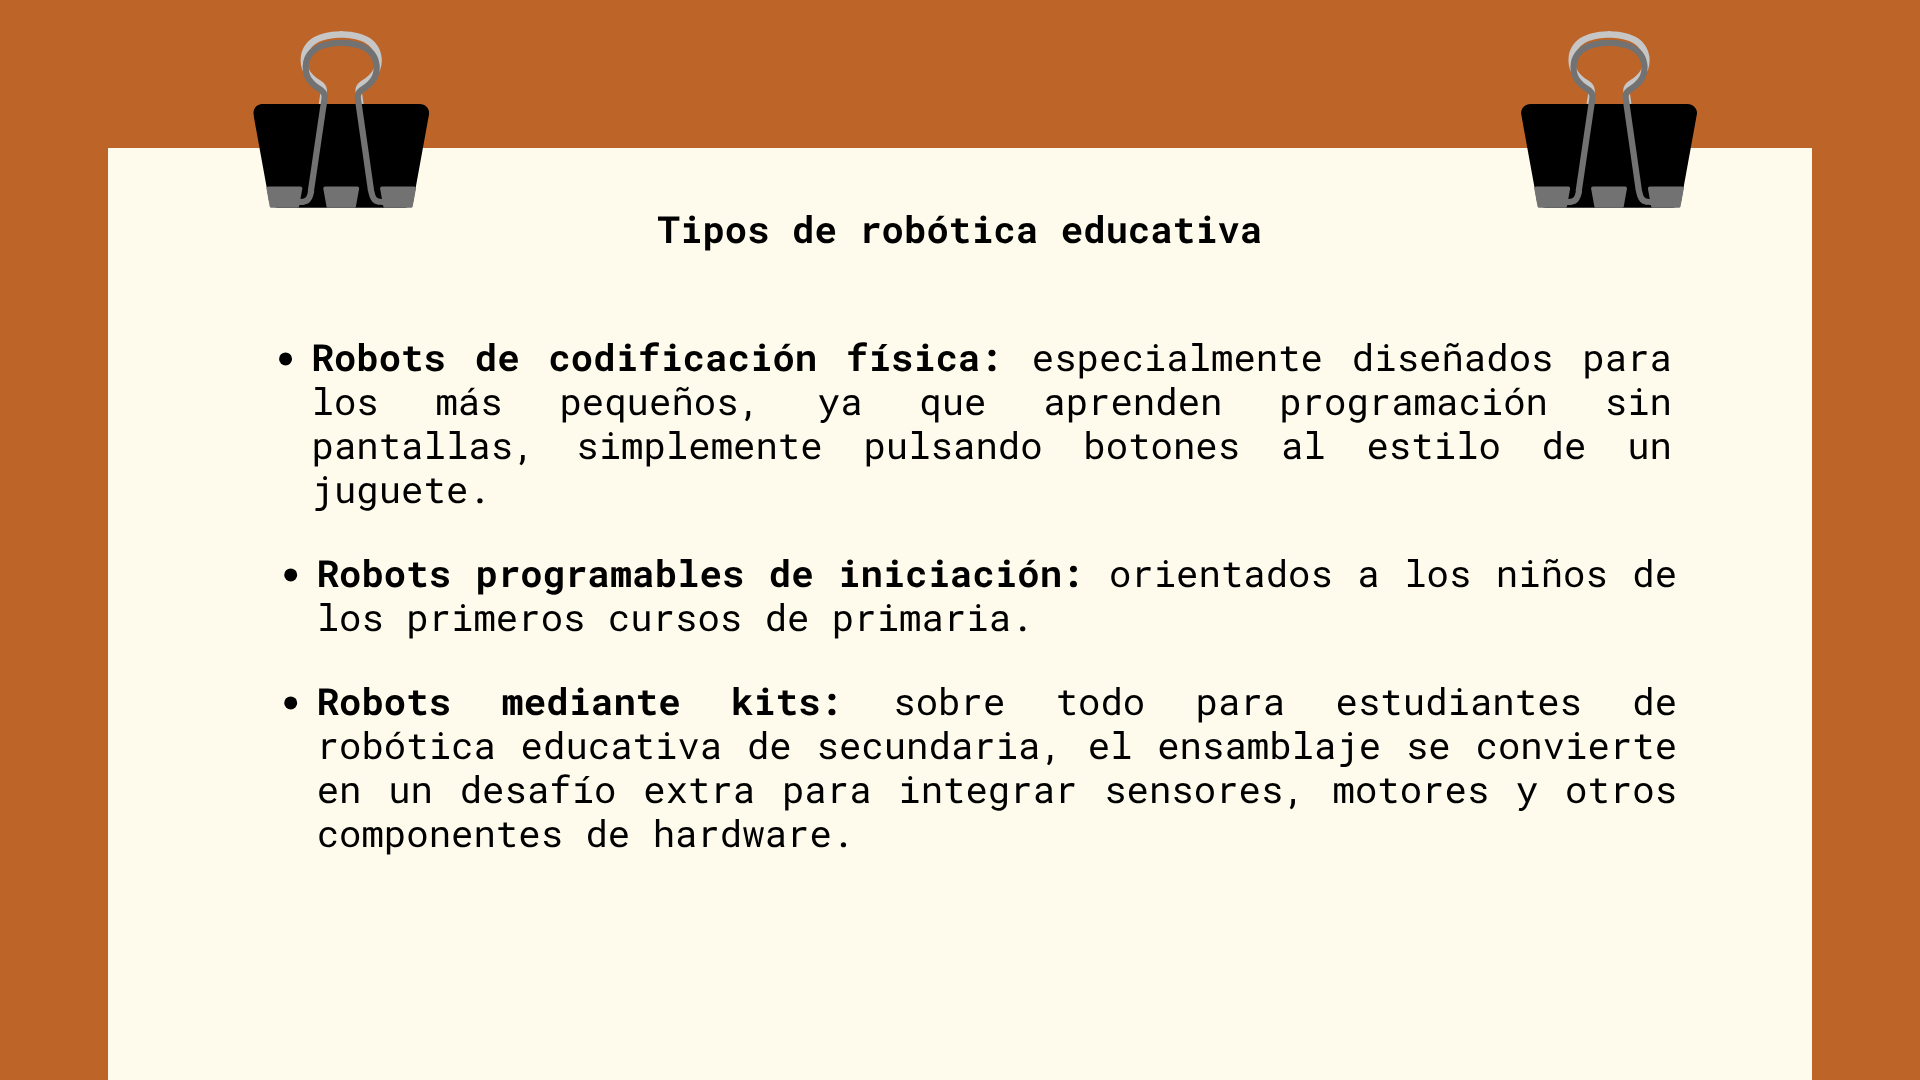 Tipos de robótica educativa
• Robots de codificación física: especialmente diseñados para
los más pequeños, ya que aprenden programación sin
pantallas, simplemente pulsando botones al estilo de un
juguete.
• Robots programables de iniciación: orientados a los niños de
los primeros cursos de primaria.
• Robots mediante kits: sobre todo para estudiantes de
robótica educativa de secundaria, el ensamblaje se convierte
en un desafío extra para integrar sensores, motores y otros
componentes de hardware.